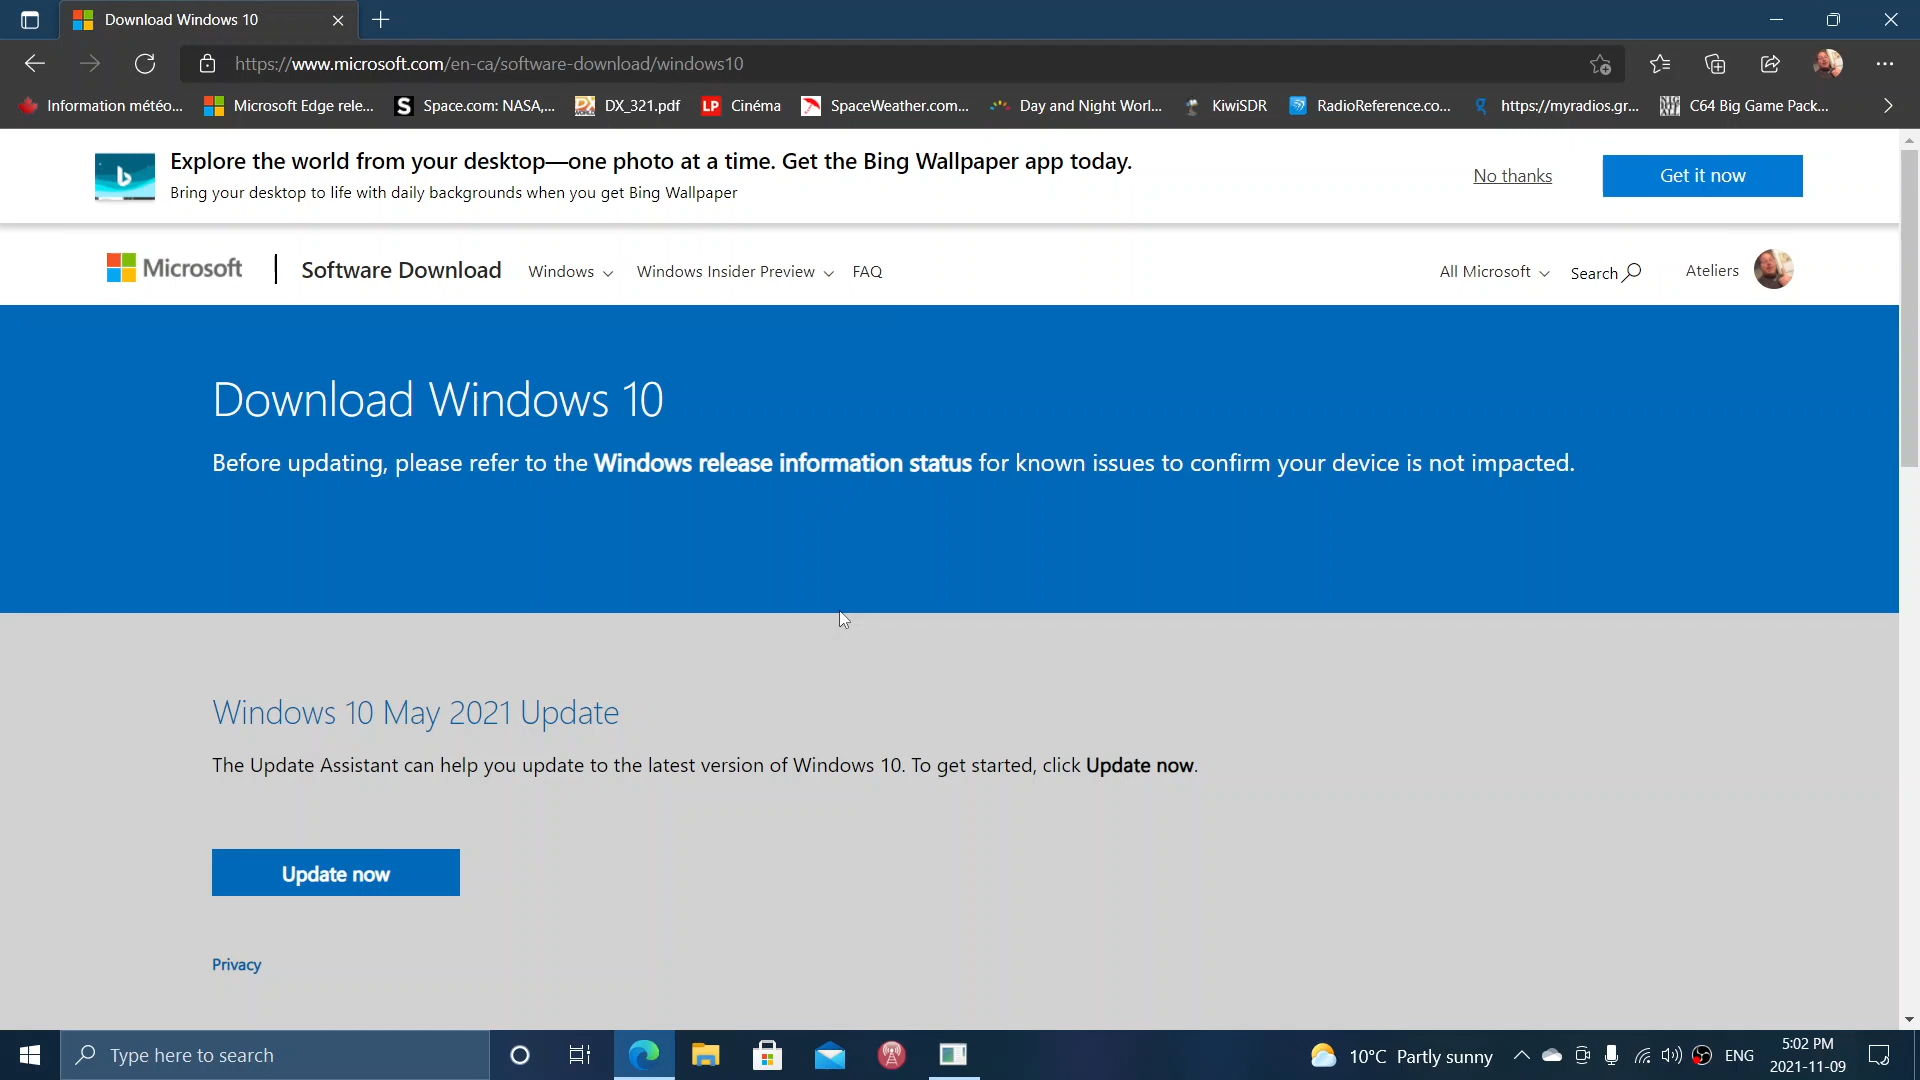 Download Windows 10
https://www.microsoft.com/en-ca/software-download/windows10
Information météo... Microsoft Edge rele... Space.com: NASA,... DX_321.pdf Cinéma SpaceWeather.com... Day and Night Worl... KiwiSDR RadioReference.co... https://myradios.gr... C64 Big Game Pack...
Explore the world from your desktop—one photo at a time. Get the Bing Wallpaper app today.
Bring your desktop to life with daily backgrounds when you get Bing Wallpaper
No thanks
Get it now
Microsoft Software Download Windows Windows Insider Preview FAQ All Microsoft Search Ateliers
Download Windows 10
Before updating, please refer to the Windows release information status for known issues to confirm your device is not impacted.
Windows 10 May 2021 Update
The Update Assistant can help you update to the latest version of Windows 10. To get started, click Update now.
Update now
Privacy
Type here to search
10°C Partly sunny
ENG
5:02 PM
2021-11-09